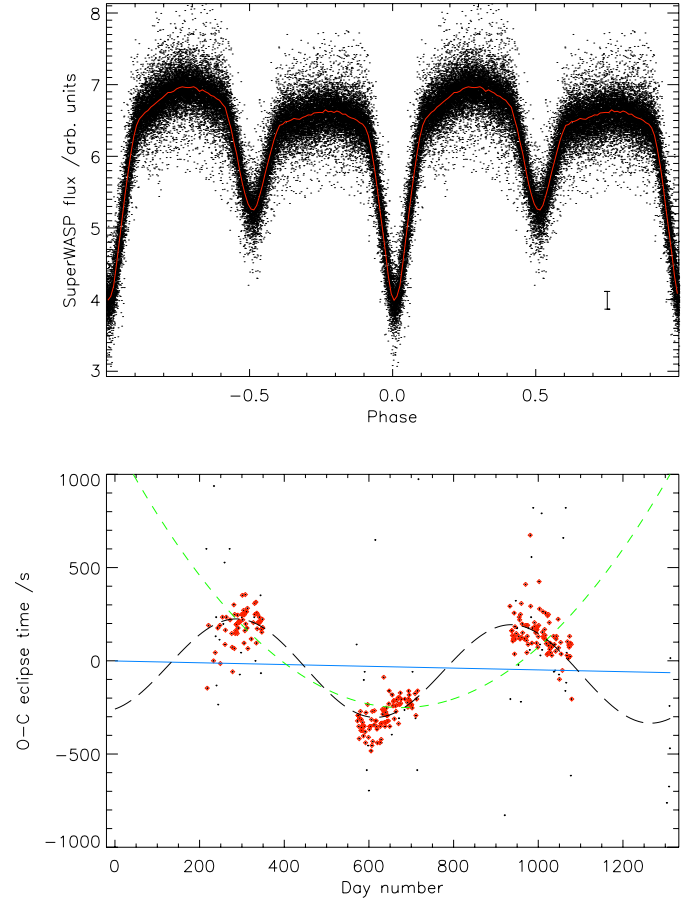 8
7
6
5
4
3
SuperWASP flux /arb. units
−0.5 0.0 0.5
Phase
1000
500
0
−500
−1000
O−C eclipse time /s
0 200 400 600 800 1000 1200
Day number